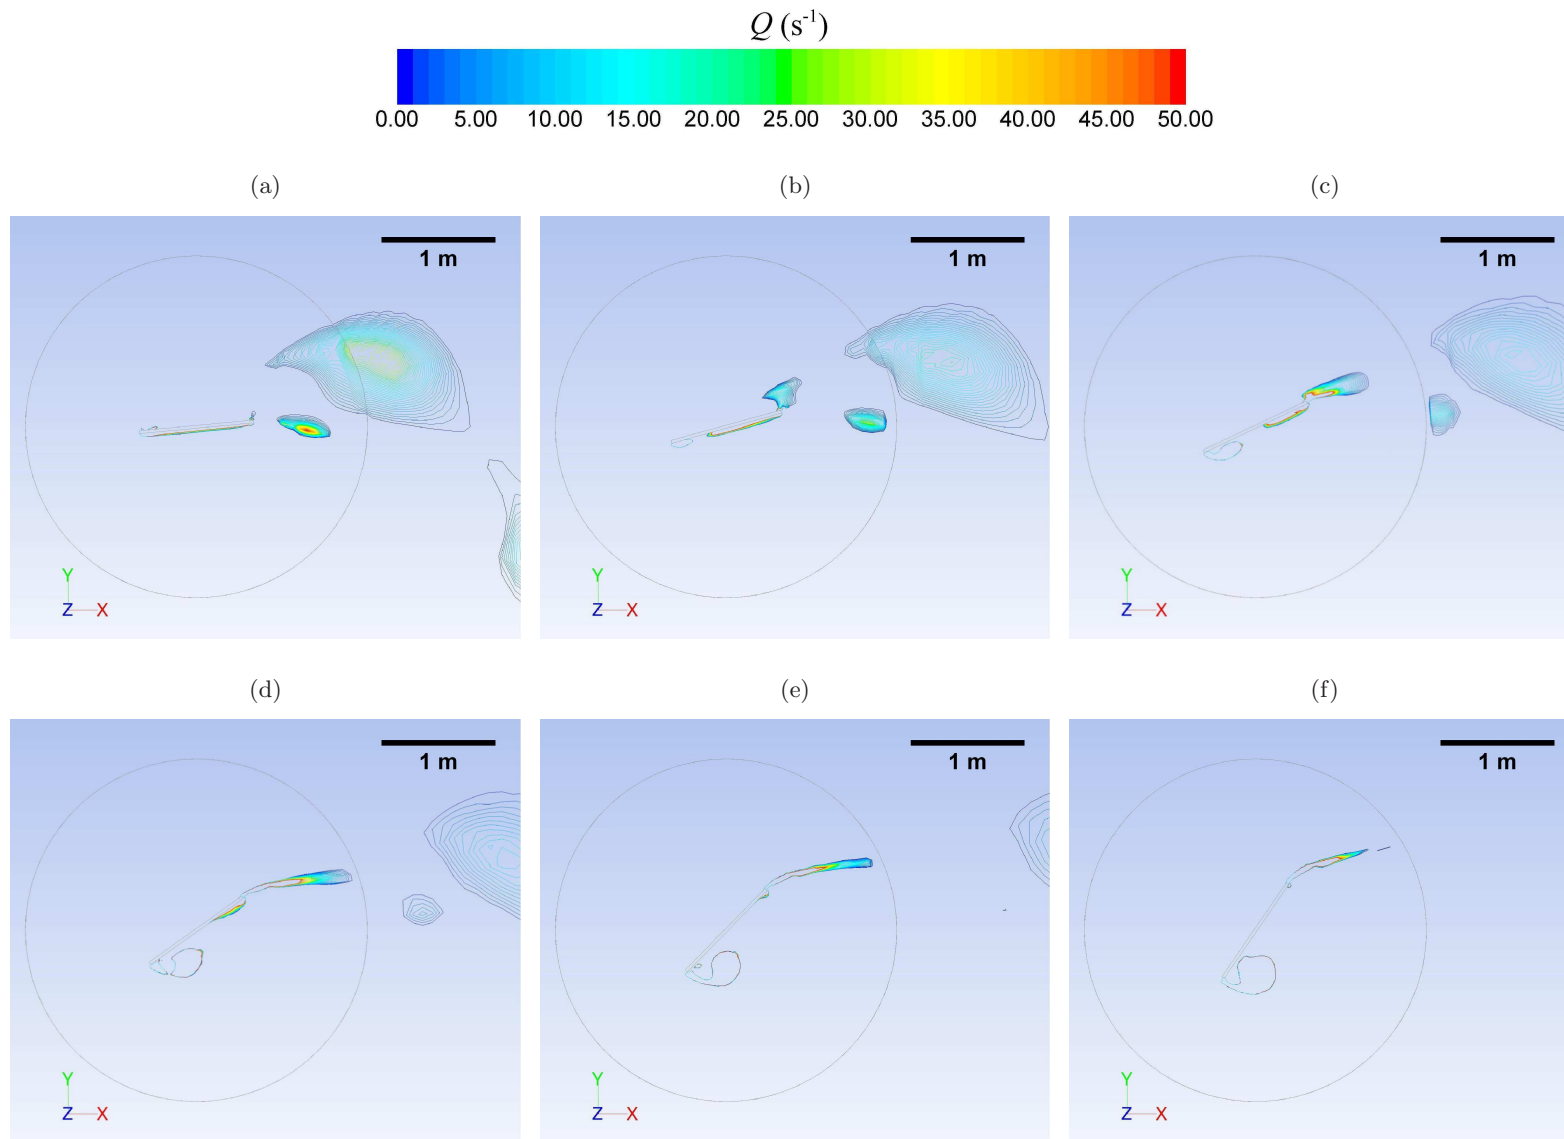 Q (s⁻¹)
0.00 5.00 10.00 15.00 20.00 25.00 30.00 35.00 40.00 45.00 50.00
(a) (b) (c)
1 m 1 m 1 m
Y Y Y
Z X Z X Z X
(d) (e) (f)
1 m 1 m 1 m
Y Y Y
Z X Z X Z X